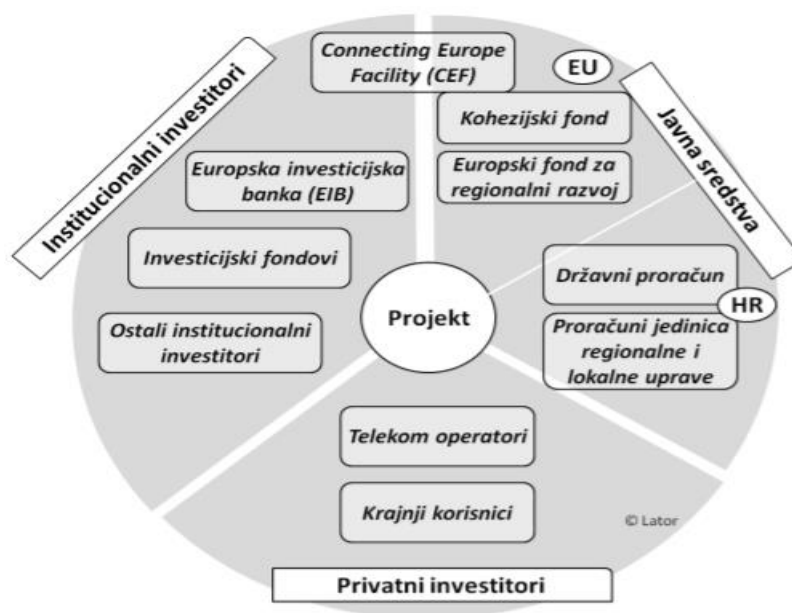 Connecting Europe
Facility (CEF)
EU
Kohezijski fond
Europski fond za
regionalni razvoj
Javna sredstva
Institucionalni investitori
Europska investicijska
banka (EIB)
Investicijski fondovi
Ostali institucionalni
investitori
Projekt
Državni proračun
HR
Proračuni jedinica
regionalne i
lokalne uprave
Telekom operatori
Krajnji korisnici
© Lator
Privatni investitori